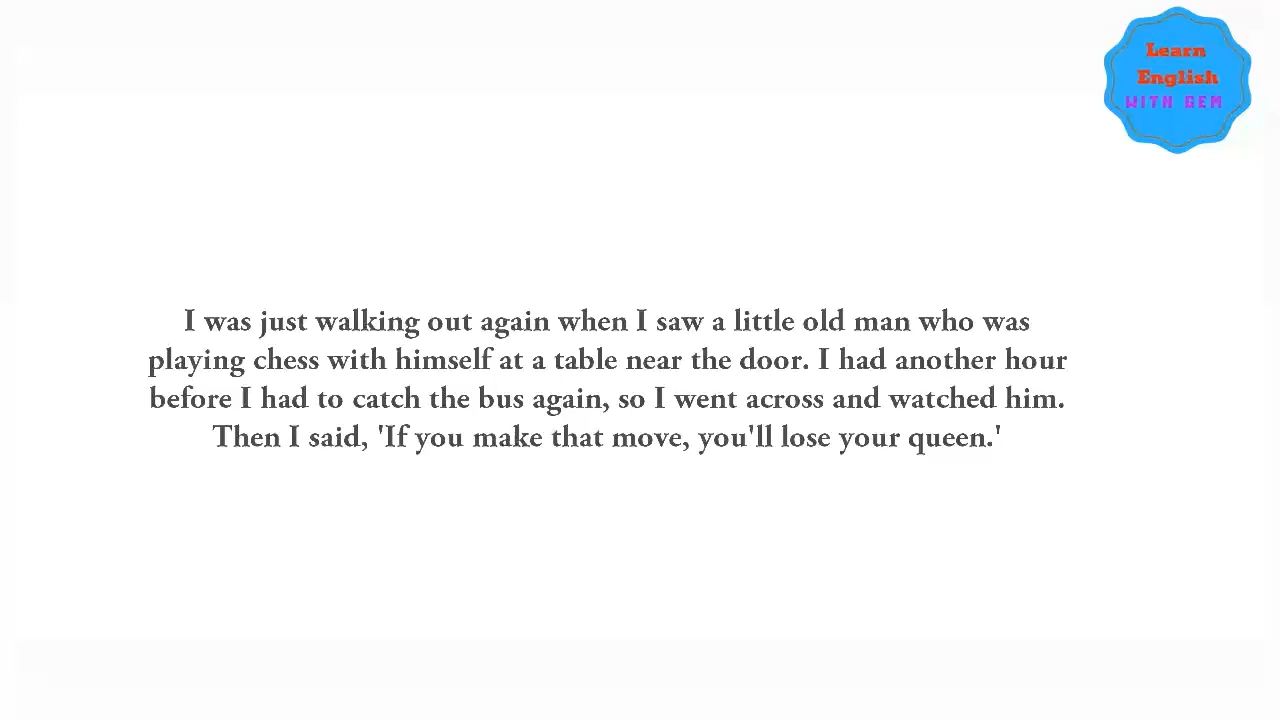 Learn
English
WITH GEM
I was just walking out again when I saw a little old man who was
playing chess with himself at a table near the door. I had another hour
before I had to catch the bus again, so I went across and watched him.
Then I said, 'If you make that move, you'll lose your queen.'